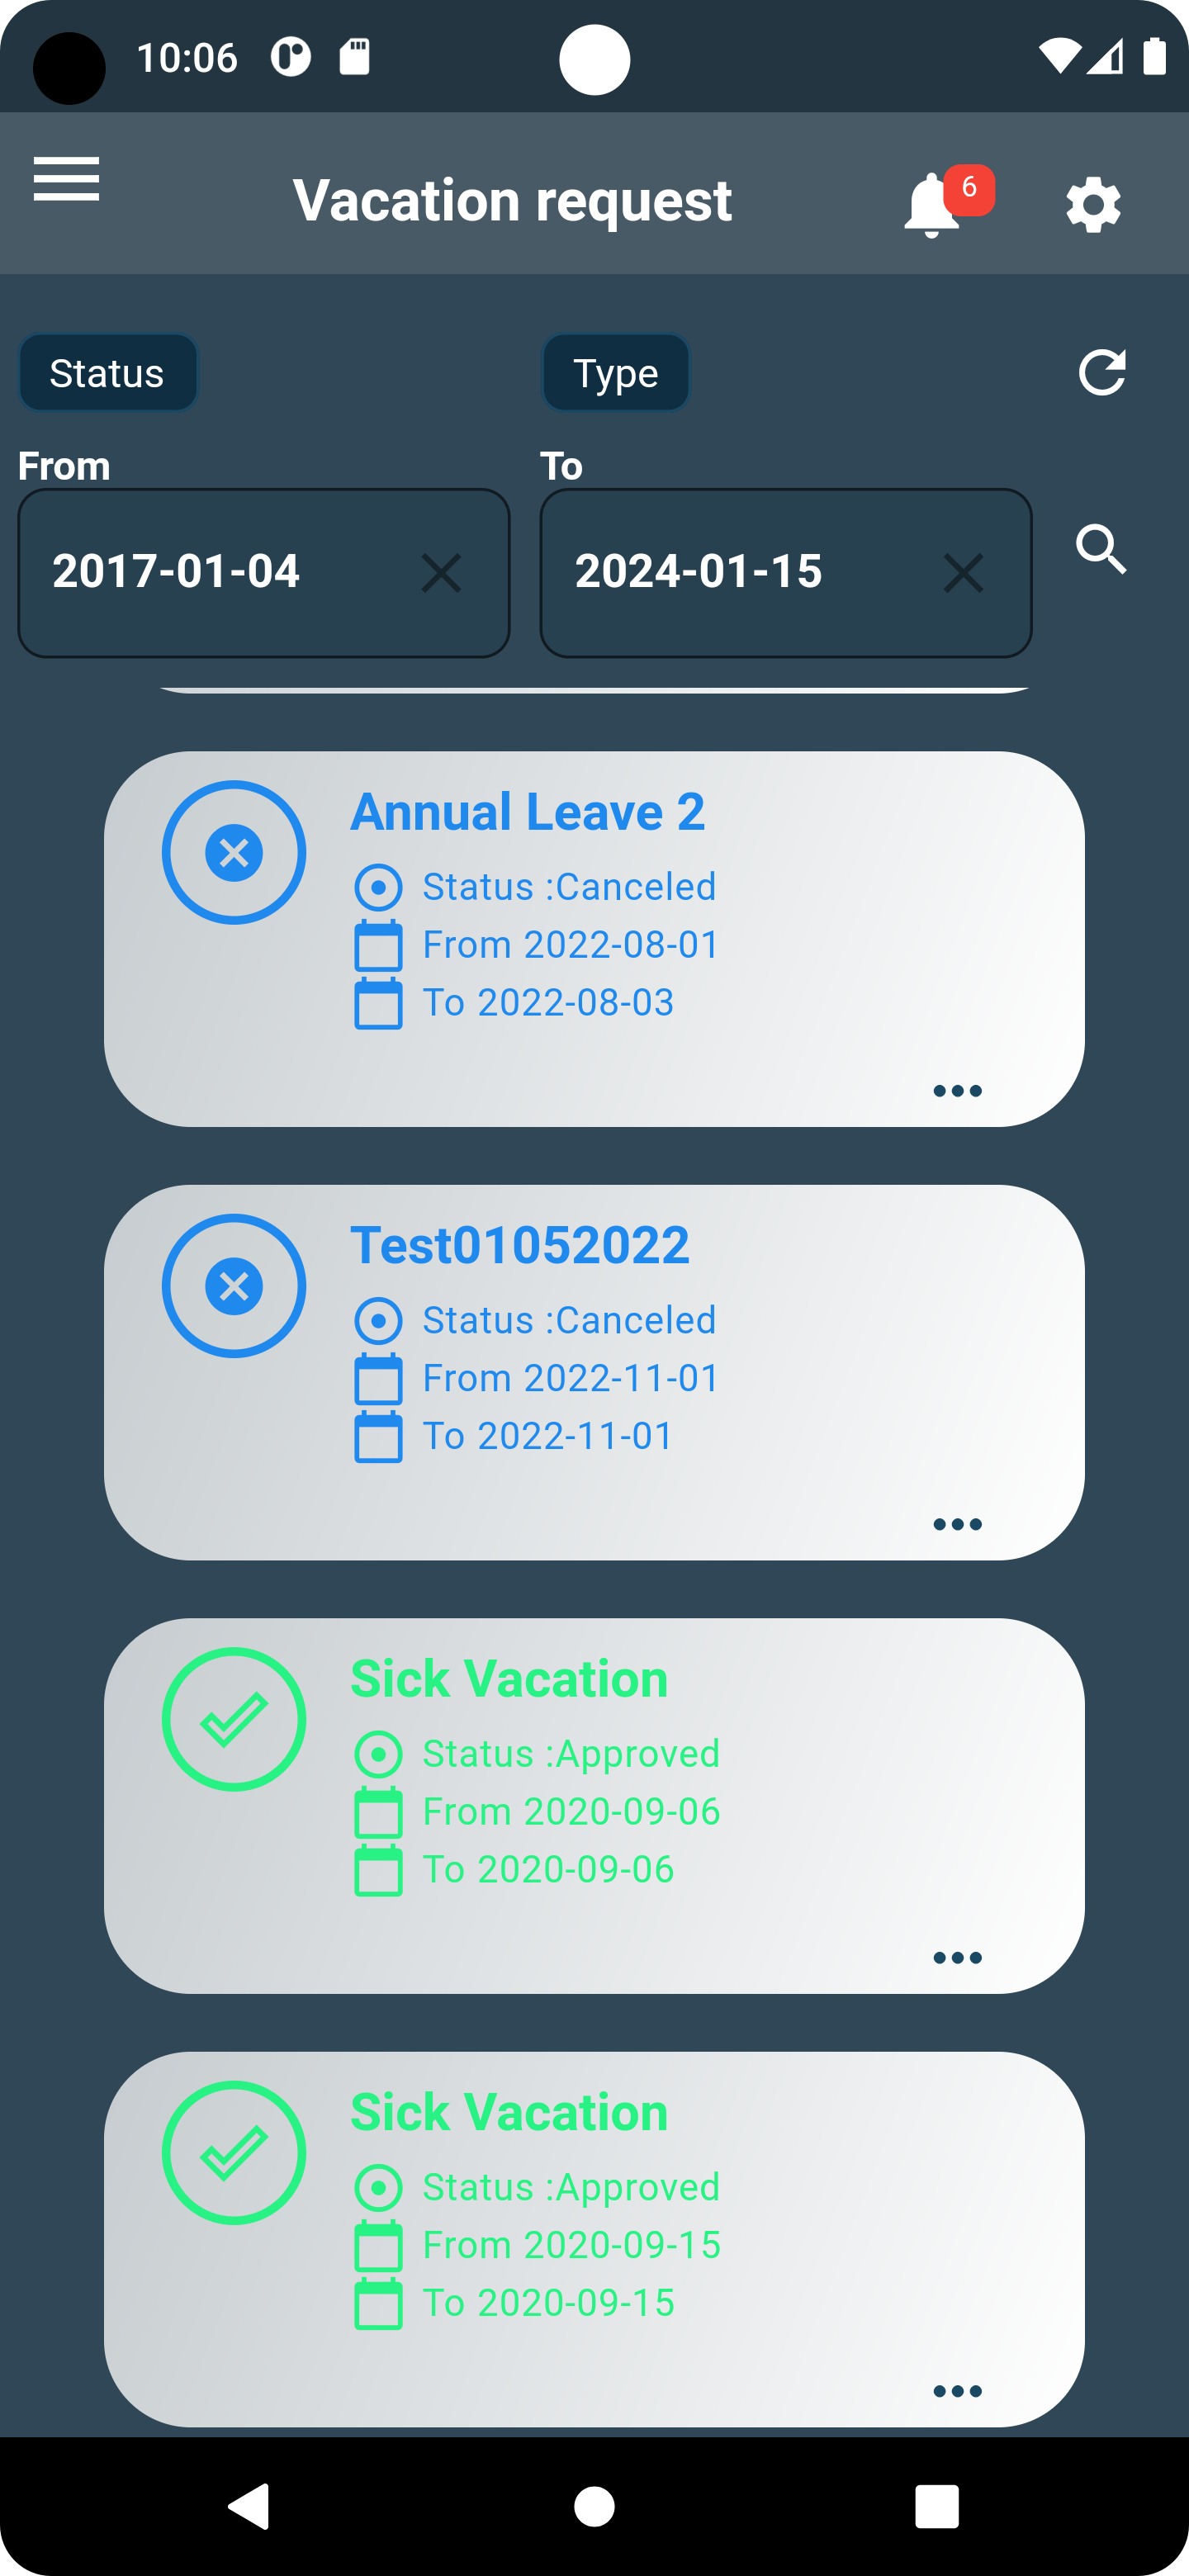 10:06
Vacation request
6
Status
Type
From
To
2017-01-04
2024-01-15
Annual Leave 2
Status :Canceled
From 2022-08-01
To 2022-08-03
Test01052022
Status :Canceled
From 2022-11-01
To 2022-11-01
Sick Vacation
Status :Approved
From 2020-09-06
To 2020-09-06
Sick Vacation
Status :Approved
From 2020-09-15
To 2020-09-15